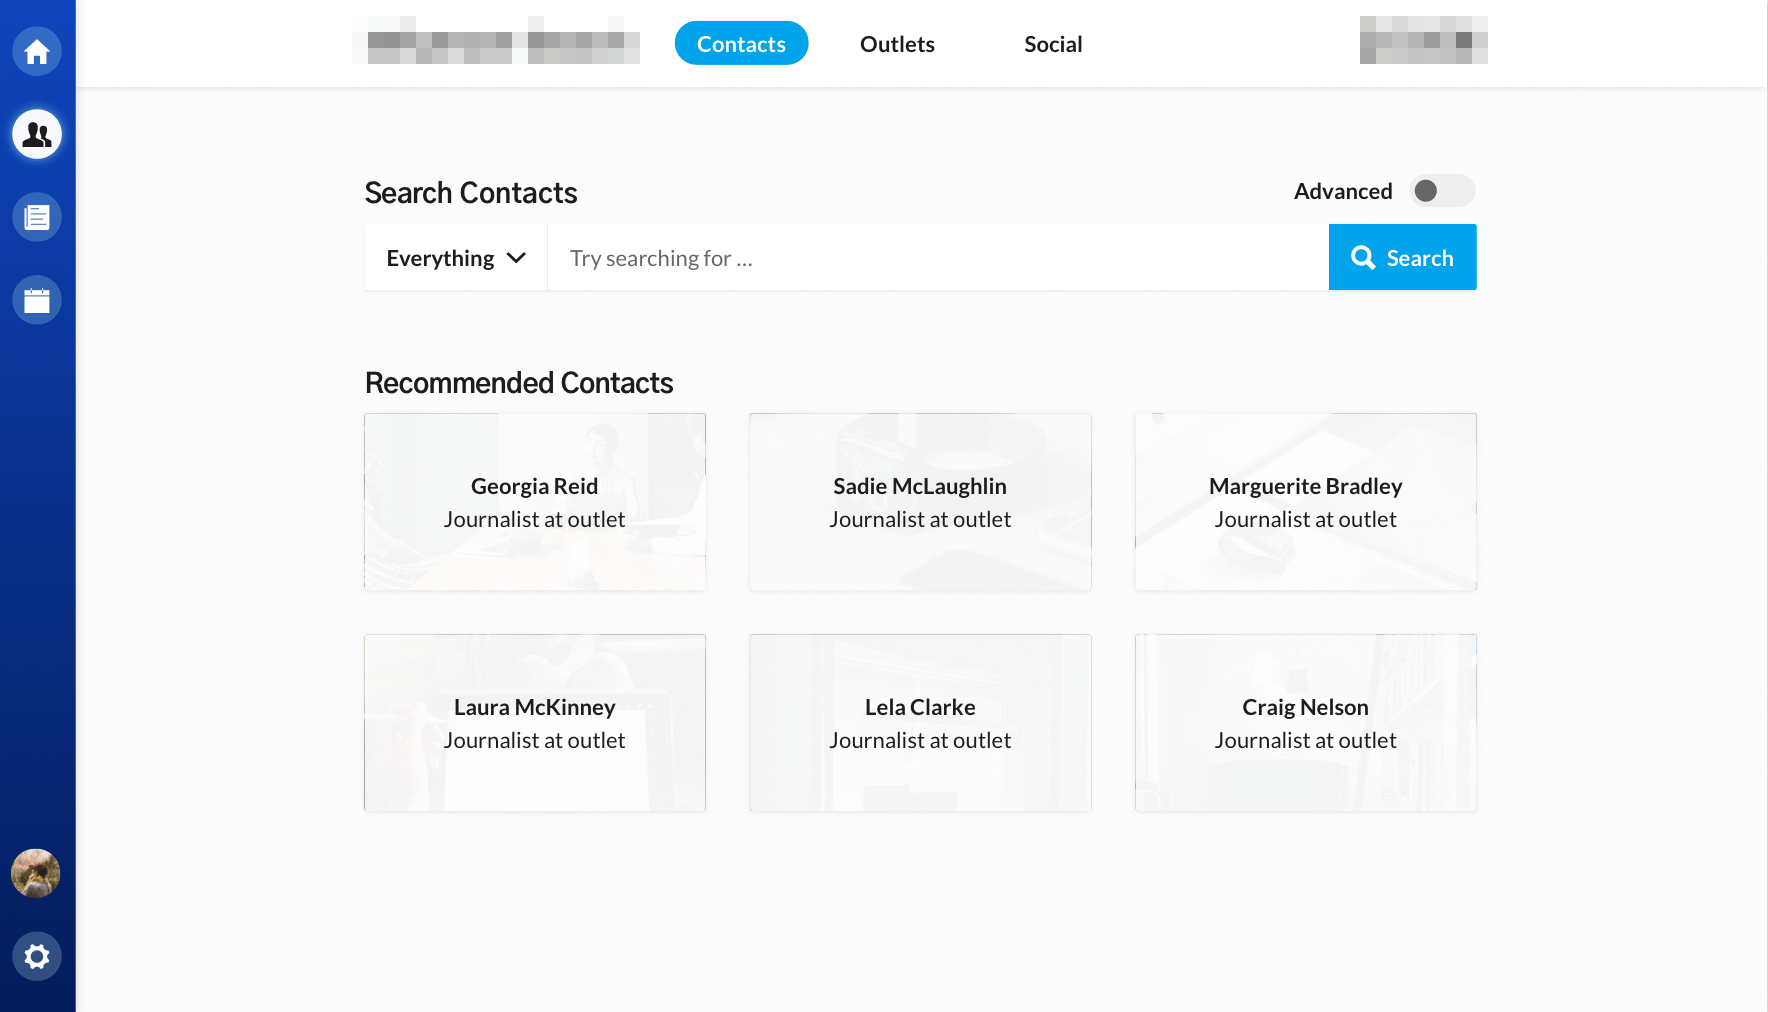 Contacts
Outlets
Social
Search Contacts
Advanced
Everything
Try searching for ...
Search
Recommended Contacts
Georgia Reid
Journalist at outlet
Sadie McLaughlin
Journalist at outlet
Marguerite Bradley
Journalist at outlet
Laura McKinney
Journalist at outlet
Lela Clarke
Journalist at outlet
Craig Nelson
Journalist at outlet